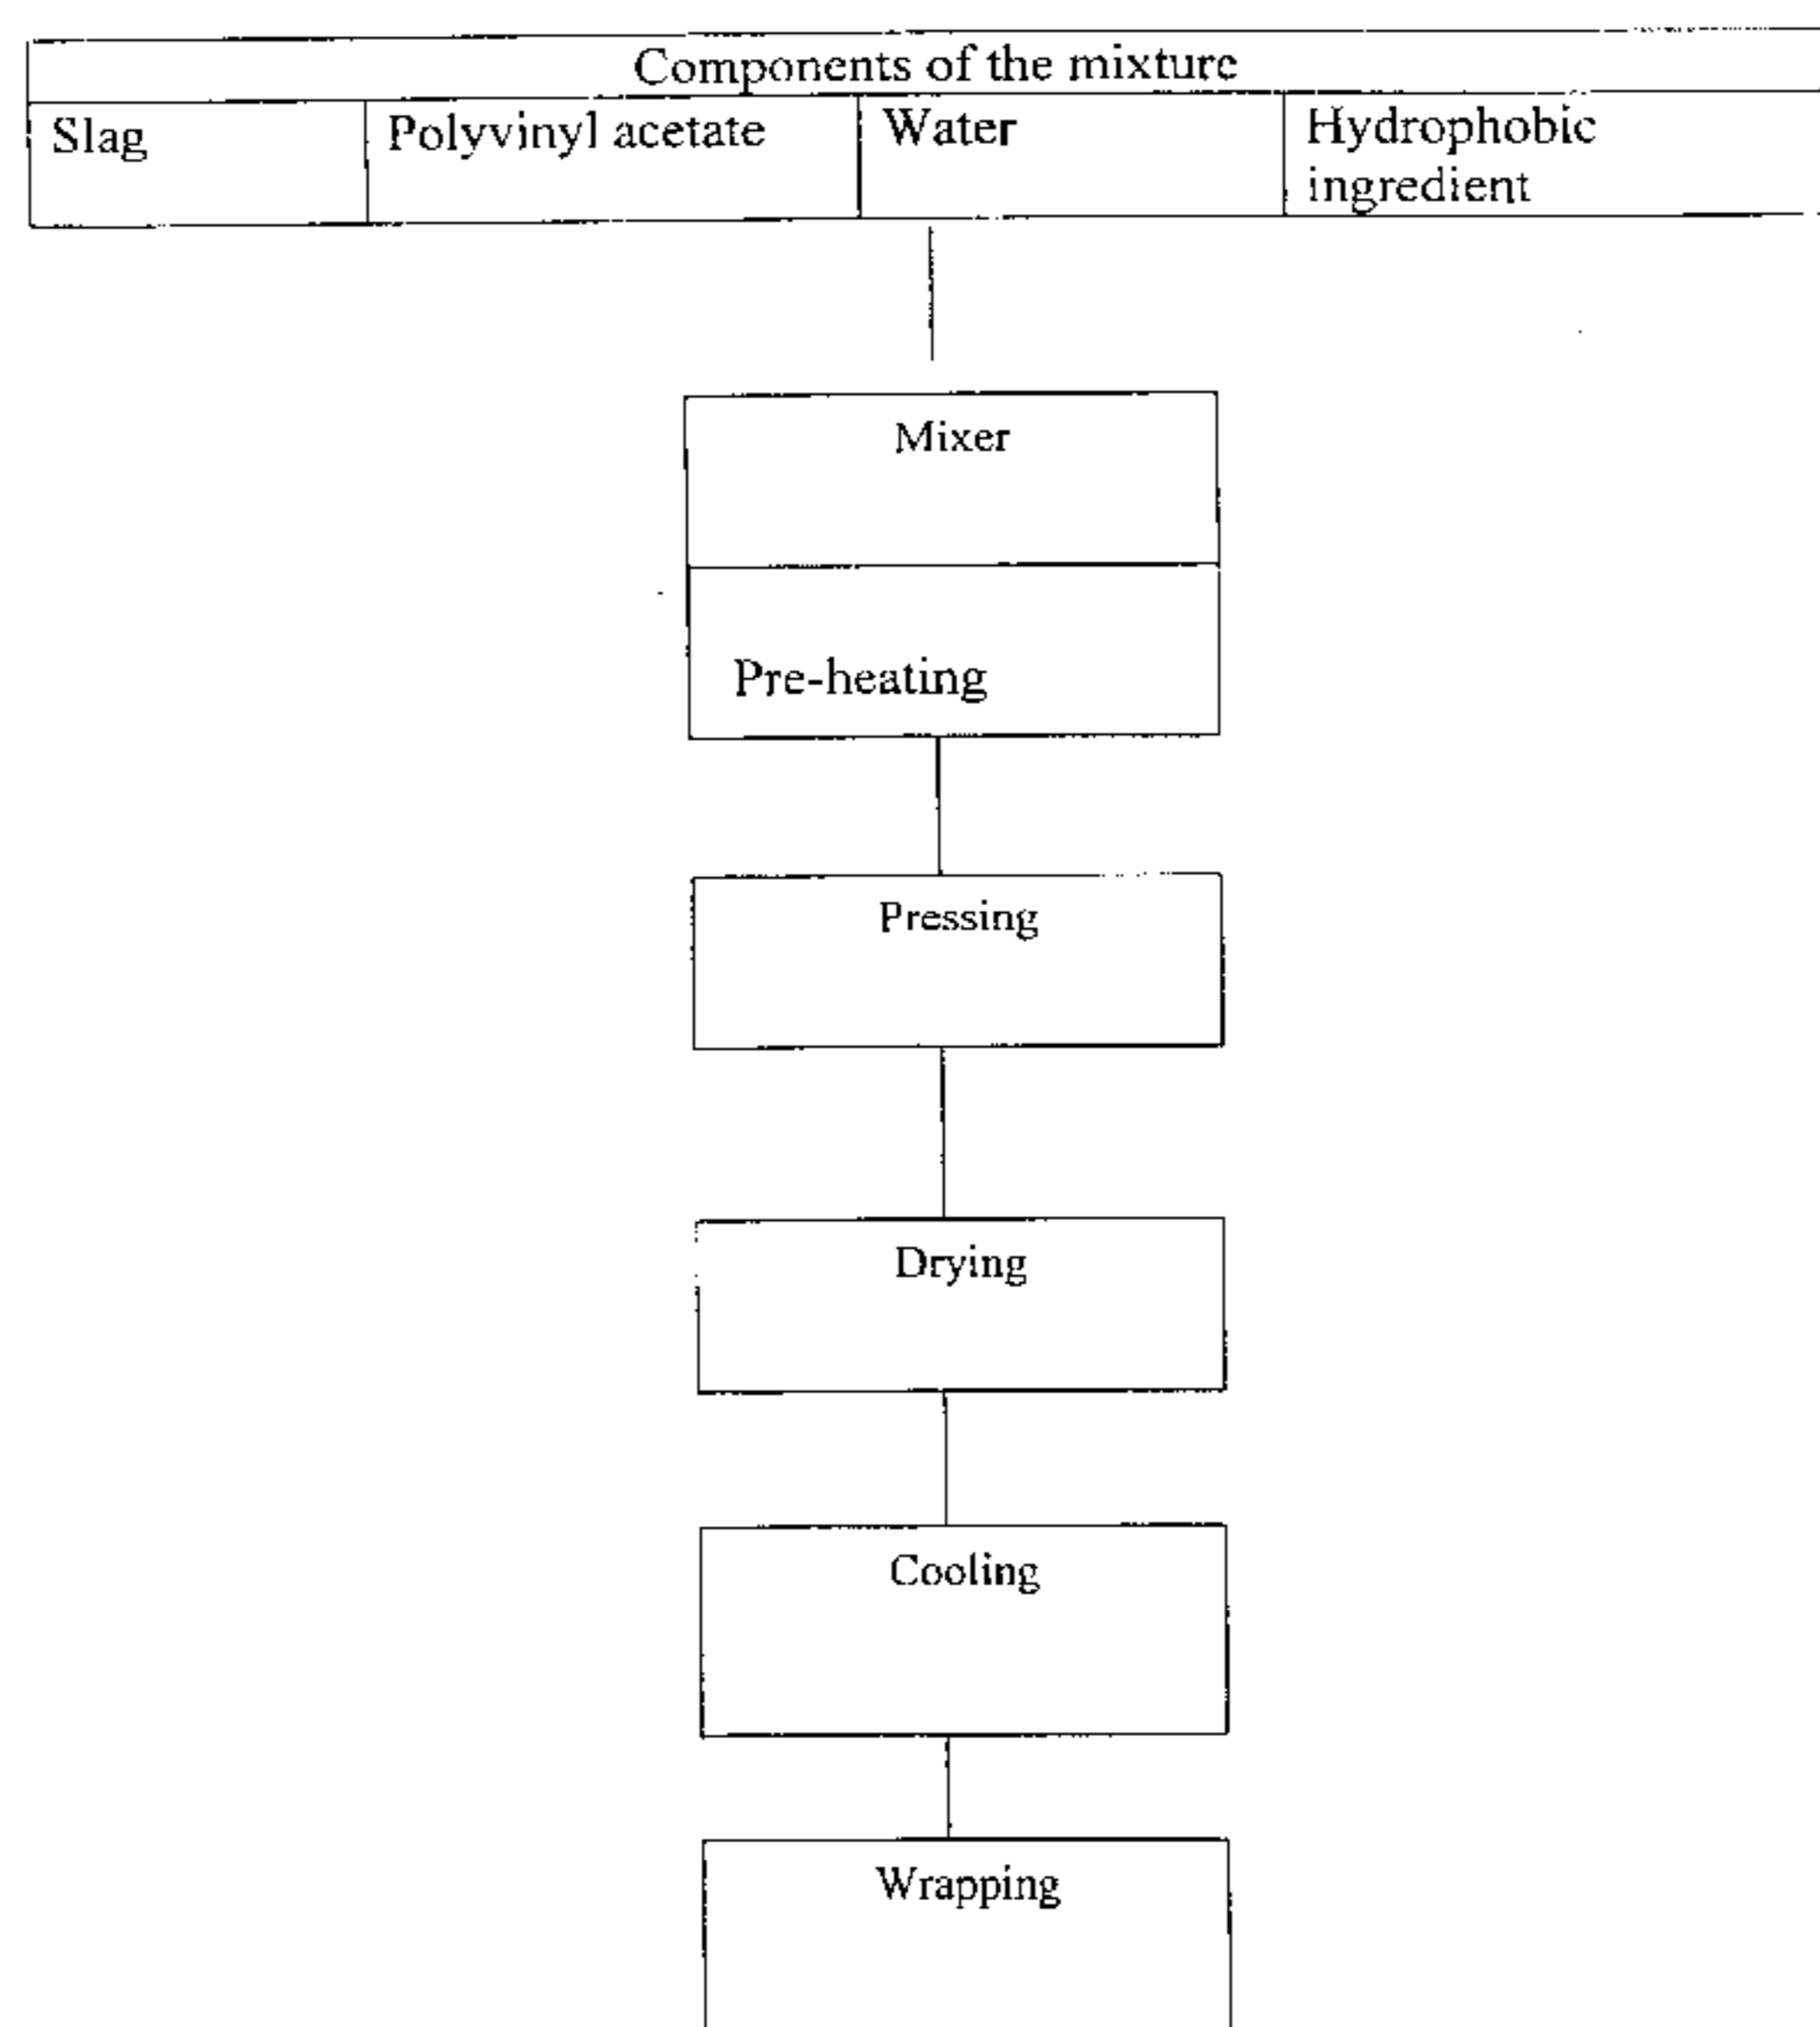 Components of the mixture
Slag
Polyvinyl acetate
Water
Hydrophobic
ingredient
Mixer
Pre-heating
Pressing
Drying
Cooling
Wrapping